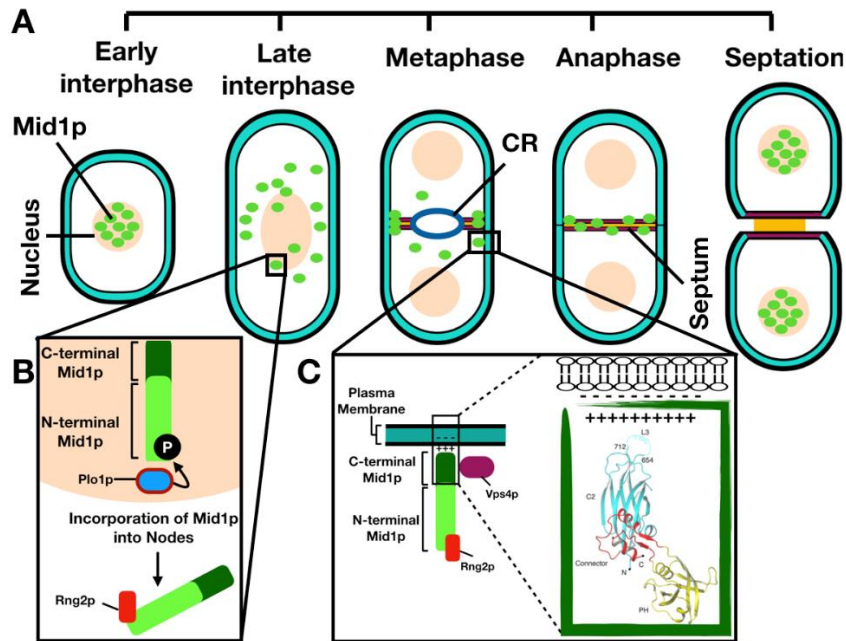 A
Early
interphase
Late
interphase
Metaphase
Anaphase
Septation
Mid1p
Nucleus
CR
Septum
B
C-terminal
Mid1p
N-terminal
Mid1p
P
Plo1p
Incorporation of Mid1p
into Nodes
Rng2p
C
Plasma
Membrane
- - -
+++
C-terminal
Mid1p
Vps4p
N-terminal
Mid1p
Rng2p
- - - - - - - - -
++++++++++
L3
712
654
C2
Connector
N
C
PH